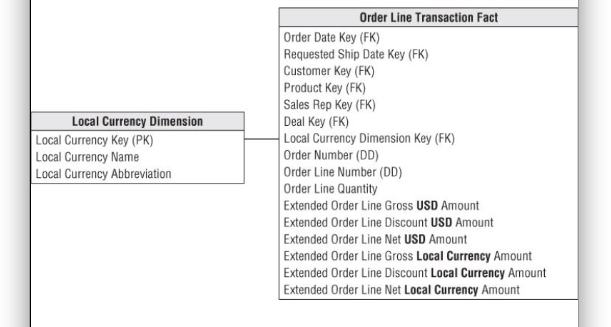 Order Line Transaction Fact
Order Date Key (FK)
Requested Ship Date Key (FK)
Customer Key (FK)
Product Key (FK)
Sales Rep Key (FK)
Deal Key (FK)
Local Currency Dimension
Local Currency Key (PK)
Local Currency Name
Local Currency Abbreviation
Local Currency Dimension Key (FK)
Order Number (DD)
Order Line Number (DD)
Order Line Quantity
Extended Order Line Gross USD Amount
Extended Order Line Discount USD Amount
Extended Order Line Net USD Amount
Extended Order Line Gross Local Currency Amount
Extended Order Line Discount Local Currency Amount
Extended Order Line Net Local Currency Amount